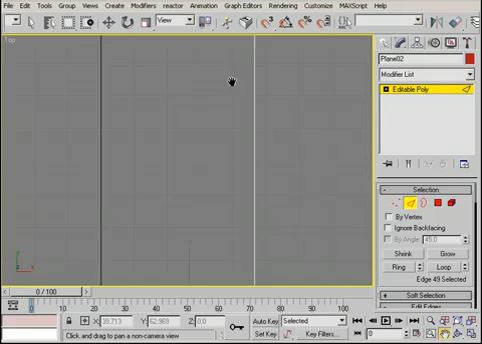 File Edit Tools Group Views Create Modifiers reactor Animation Graph Editors Rendering Customize MAXScript Help
View
Top
Plane02
Modifier List
Editable Poly
Selection
By Vertex
Ignore Backfacing
By Angle: 45.0
Shrink Grow
Ring Loop
Edge 49 Selected
Soft Selection
Edit Edges
0 / 100
0 10 20 30 40 50 60 70 80 90 100
X: 39.713 Y: 62.969 Z: 0.0
Auto Key Selected
Set Key Key Filters...
0
Click and drag to pan a non-camera view